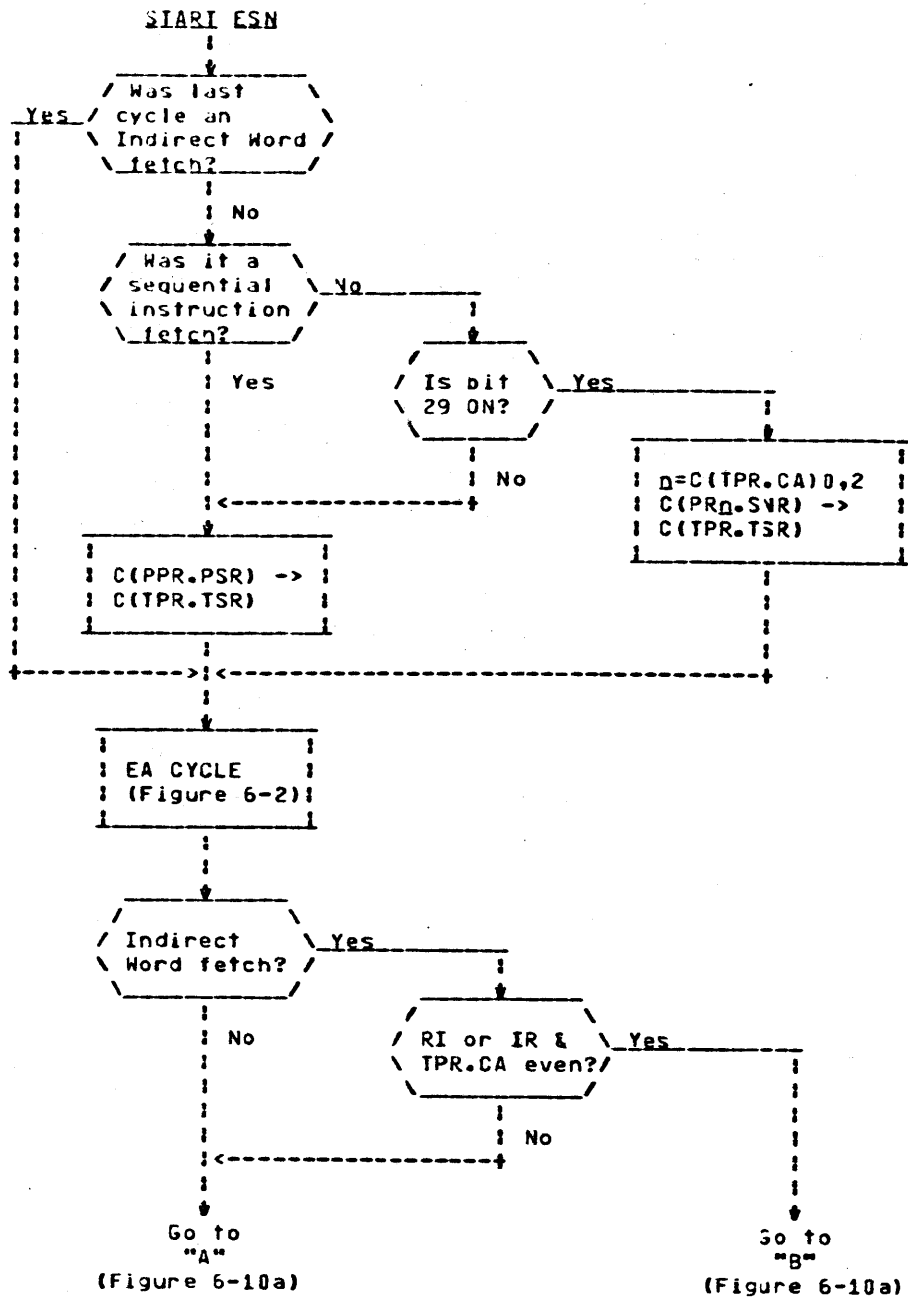 START ESN
Was last
cycle an
Indirect Word
fetch?
Yes
No
Was it a
sequential
instruction
fetch?
No
Yes
Is bit
29 ON?
Yes
No
n=C(TPR.CA)0,2
C(PRn.SNR) ->
C(TPR.TSR)
C(PPR.PSR) ->
C(TPR.TSR)
EA CYCLE
(Figure 6-2)
Indirect
Word fetch?
Yes
No
RI or IR &
TPR.CA even?
Yes
No
Go to
"A"
(Figure 6-10a)
Go to
"B"
(Figure 6-10a)